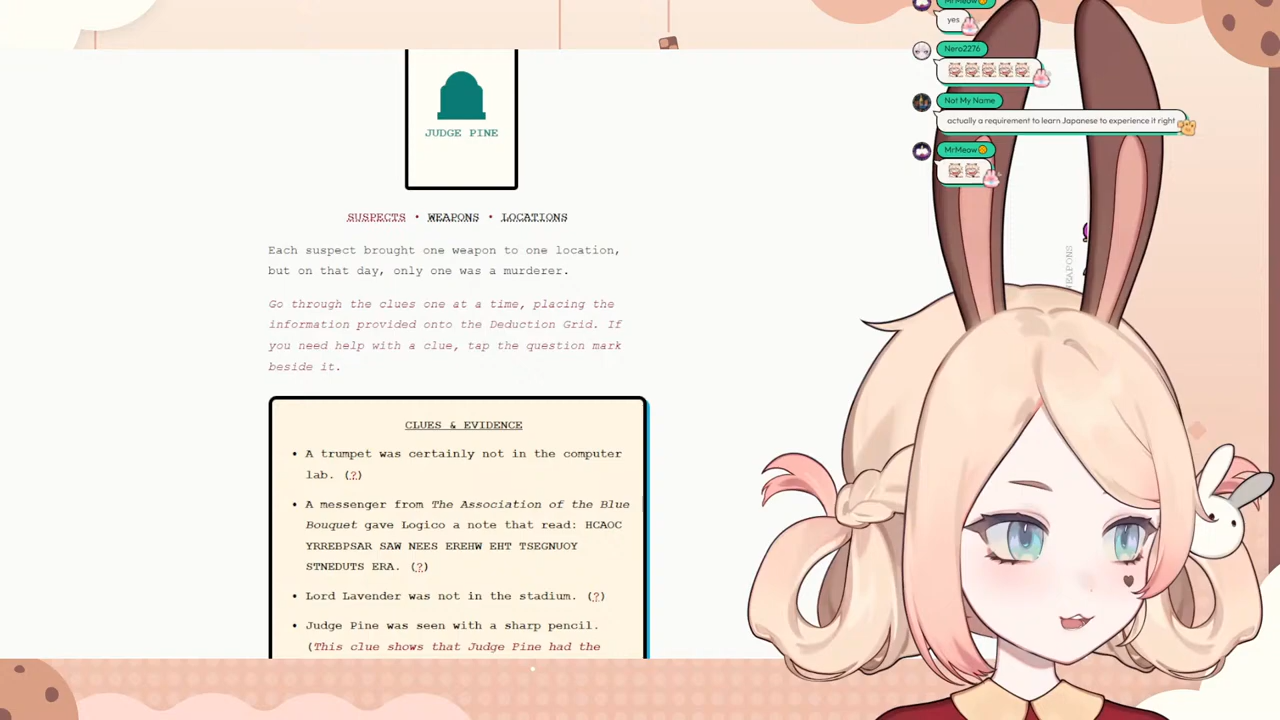 JUDGE PINE
SUSPECTS • WEAPONS • LOCATIONS
Each suspect brought one weapon to one location,
but on that day, only one was a murderer.
Go through the clues one at a time, placing the
information provided onto the Deduction Grid. If
you need help with a clue, tap the question mark
beside it.
CLUES & EVIDENCE
• A trumpet was certainly not in the computer
lab. (?)
• A messenger from The Association of the Blue
Bouquet gave Logico a note that read: HCAOC
YRREBPSAR SAW NEES EREHW EHT TSEGNUOY
STNEDUTS ERA. (?)
• Lord Lavender was not in the stadium. (?)
• Judge Pine was seen with a sharp pencil.
(This clue shows that Judge Pine had the
MrMeow
yes
Nero2276
Not My Name
actually a requirement to learn Japanese to experience it right
MrMeow